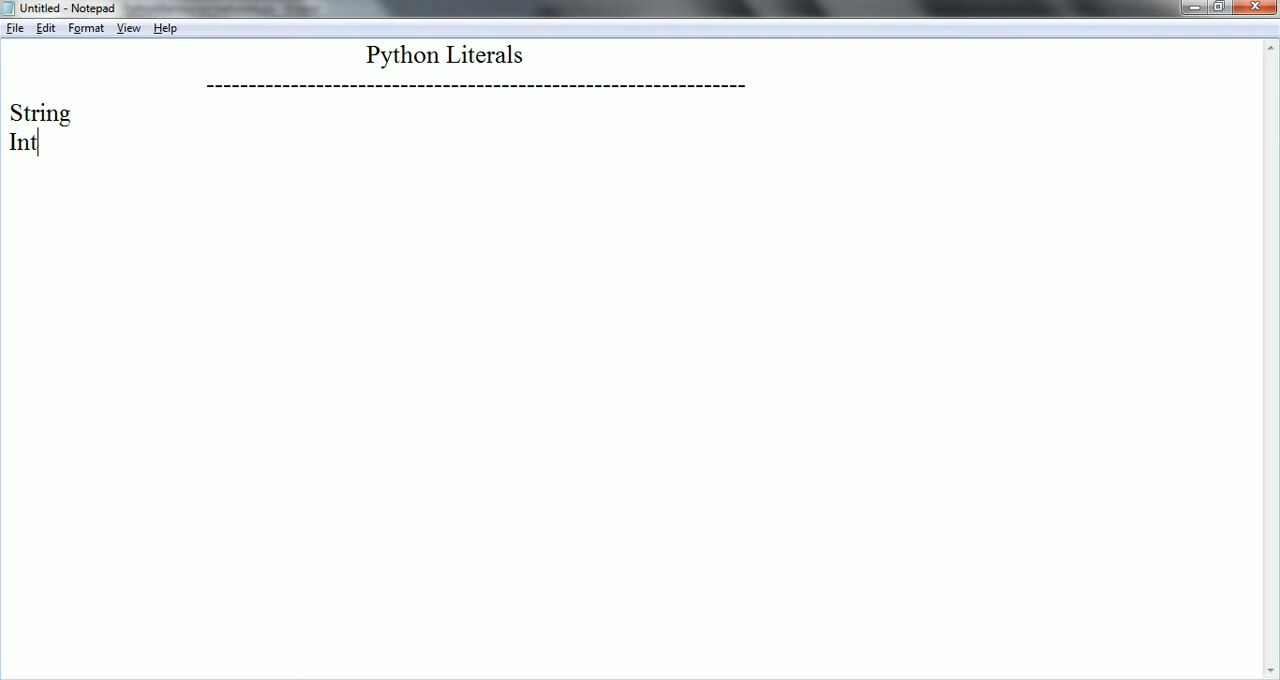 Untitled - Notepad
File Edit Format View Help
Python Literals
----------------------------------------------------------------
String
Int